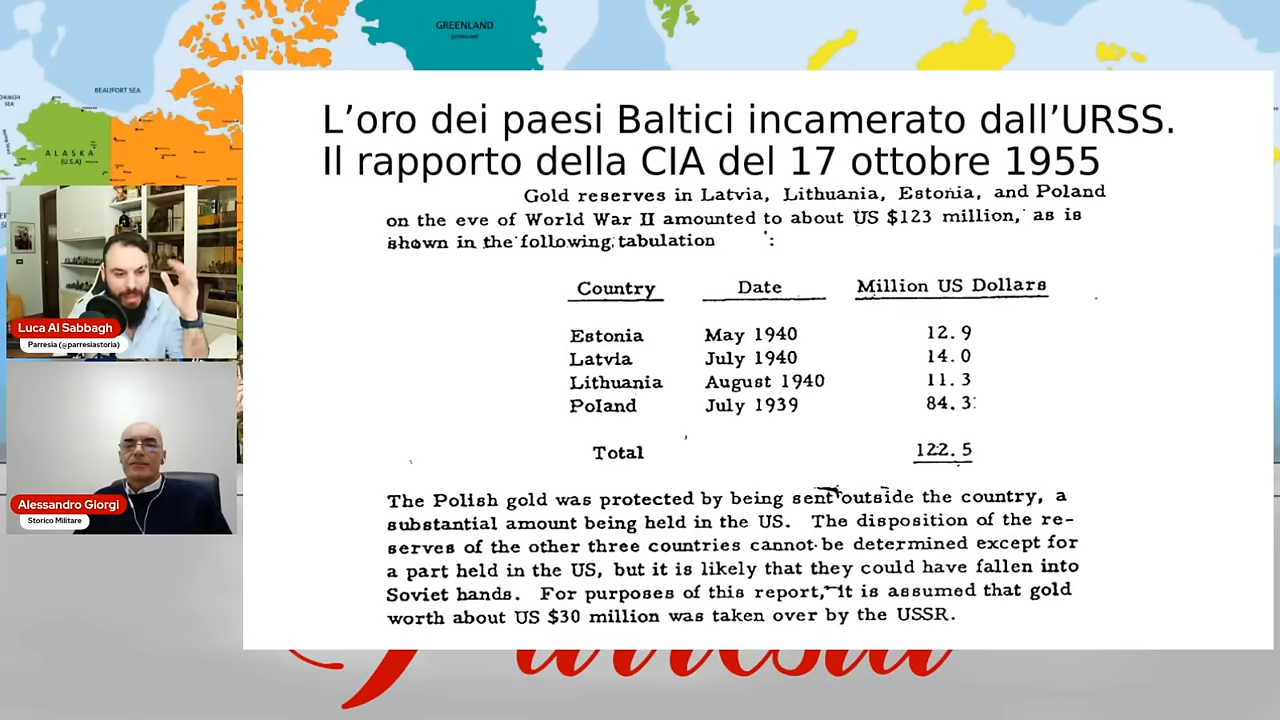 GREENLAND
BEAUFORT SEA
ALASKA
(U.S.A)
L’oro dei paesi Baltici incamerato dall’URSS.
Il rapporto della CIA del 17 ottobre 1955
Gold reserves in Latvia, Lithuania, Estonia, and Poland
on the eve of World War II amounted to about US $123 million, as is
shown in the following tabulation :
Country Date Million US Dollars
Estonia May 1940 12.9
Latvia July 1940 14.0
Lithuania August 1940 11.3
Poland July 1939 84.3
Total 122.5
The Polish gold was protected by being sent outside the country, a
substantial amount being held in the US. The disposition of the re-
serves of the other three countries cannot be determined except for
a part held in the US, but it is likely that they could have fallen into
Soviet hands. For purposes of this report, it is assumed that gold
worth about US $30 million was taken over by the USSR.
Luca Al Sabbagh
Parresia (@parresiastoria)
Alessandro Giorgi
Storico Militare